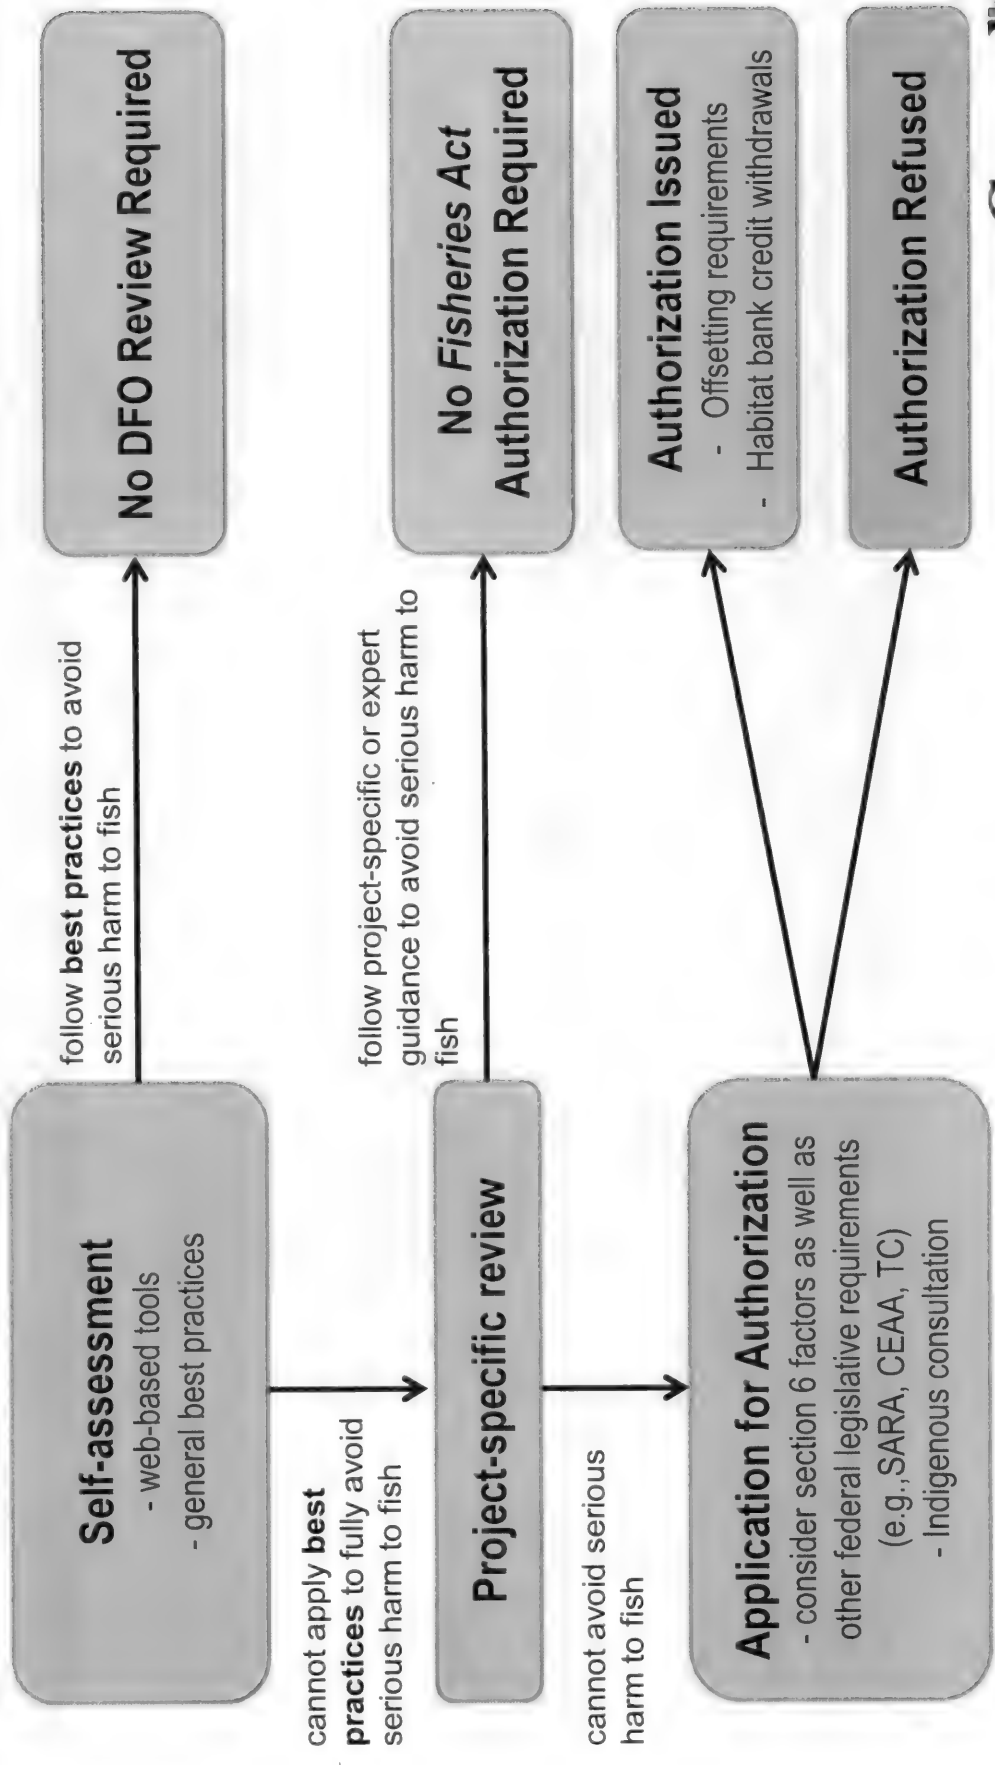 Self-assessment
- web-based tools
- general best practices
follow best practices to avoid
serious harm to fish
No DFO Review Required
cannot apply best
practices to fully avoid
serious harm to fish
Project-specific review
follow project-specific or expert
guidance to avoid serious harm to
fish
No Fisheries Act
Authorization Required
cannot avoid serious
harm to fish
Application for Authorization
- consider section 6 factors as well as
other federal legislative requirements
(e.g.,SARA, CEAA, TC)
- Indigenous consultation
Authorization Issued
- Offsetting requirements
- Habitat bank credit withdrawals
Authorization Refused